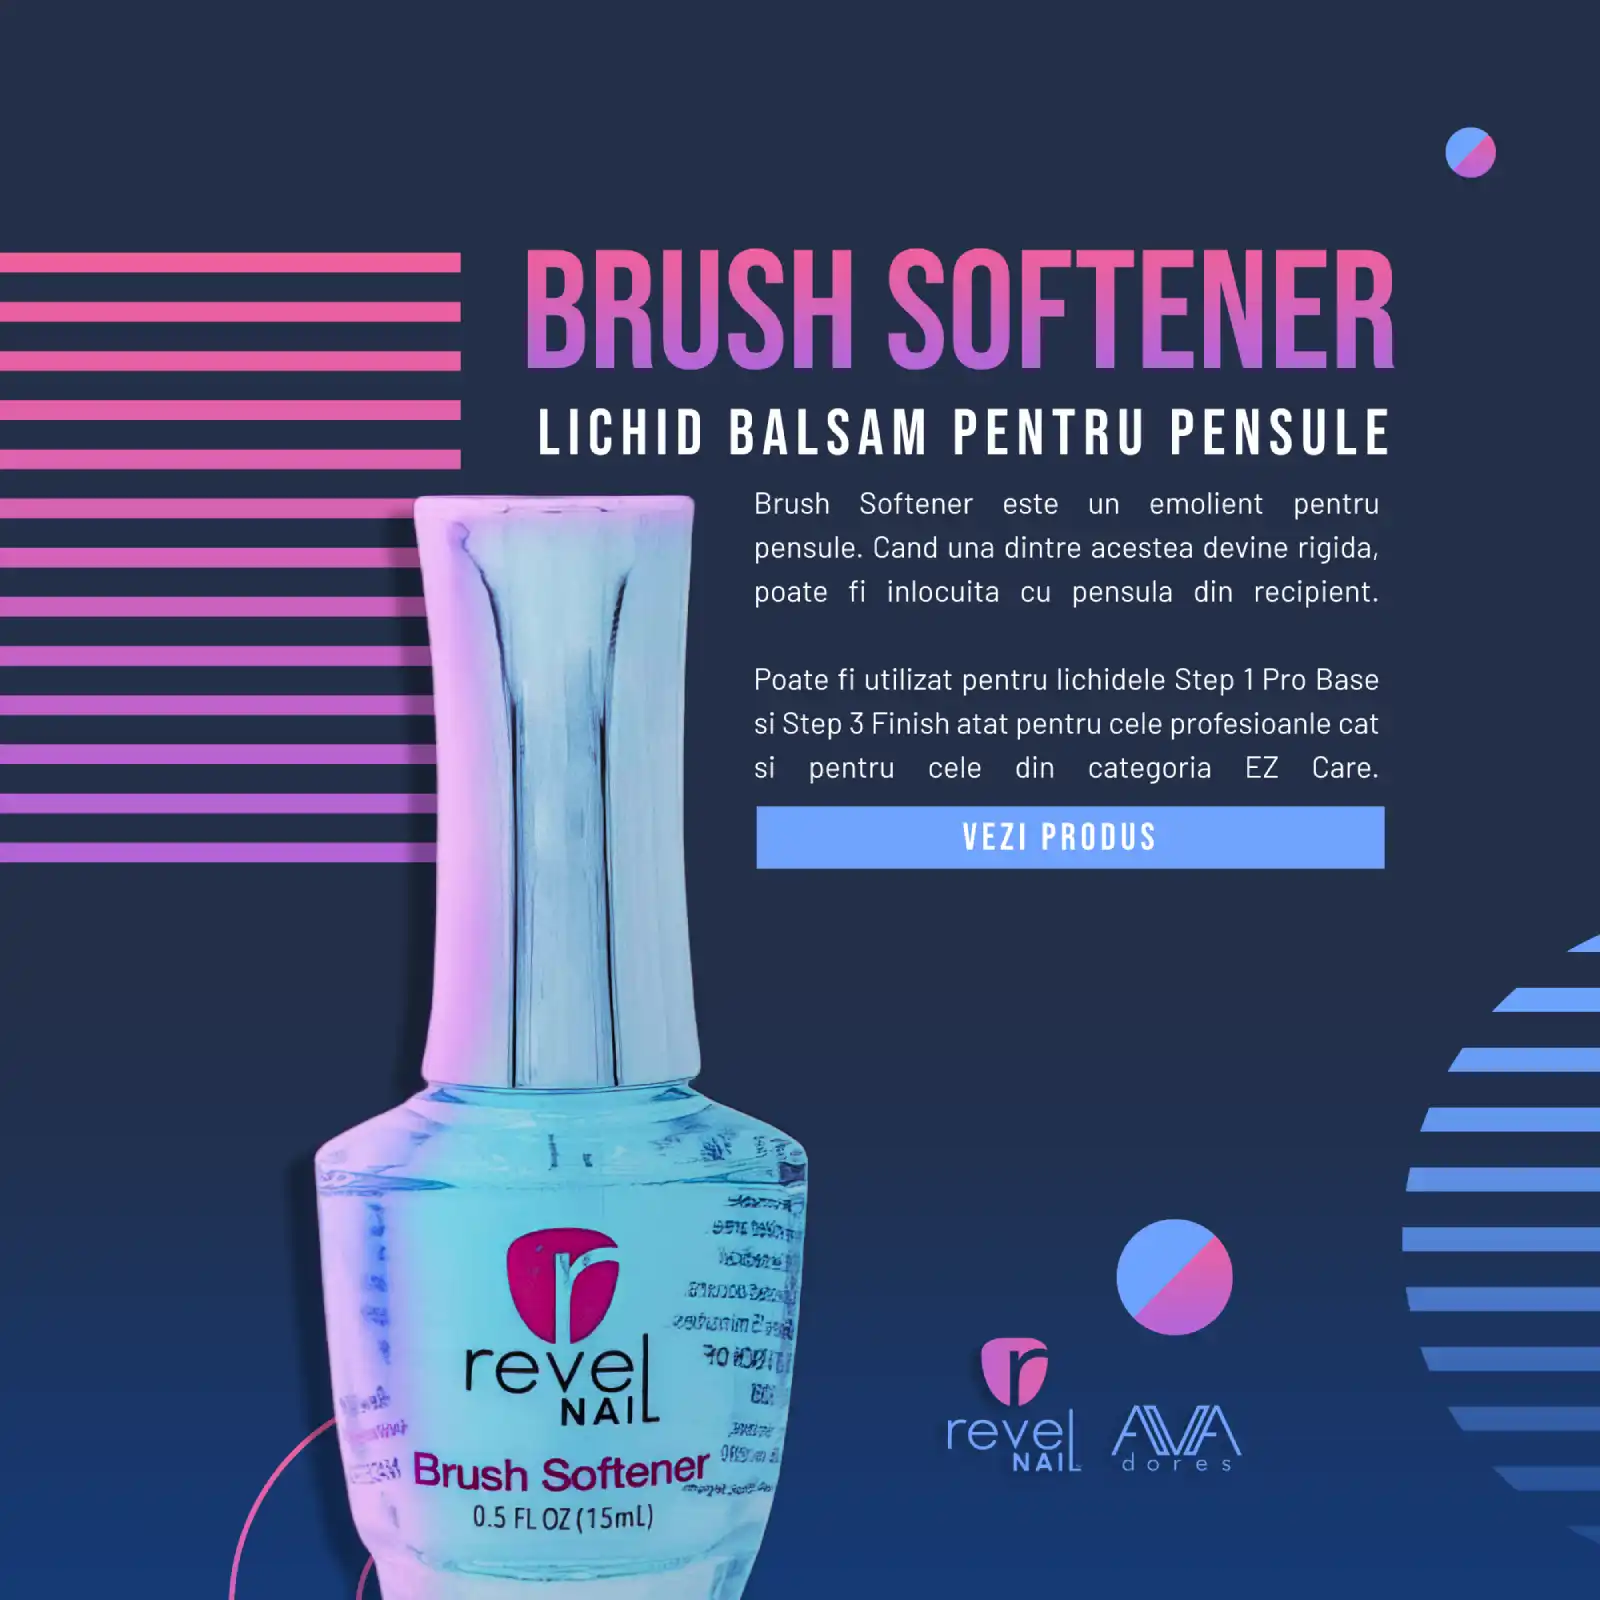 BRUSH SOFTENER
LICHID BALSAM PENTRU PENSULE
Brush Softener este un emolient pentru
pensule. Cand una dintre acestea devine rigida,
poate fi inlocuita cu pensula din recipient.
Poate fi utilizat pentru lichidele Step 1 Pro Base
si Step 3 Finish atat pentru cele profesioanle cat
si pentru cele din categoria EZ Care.
VEZI PRODUS
r
revel
NAIL
Brush Softener
0.5 FL OZ (15mL)
r
revel
NAIL
AVA
dores